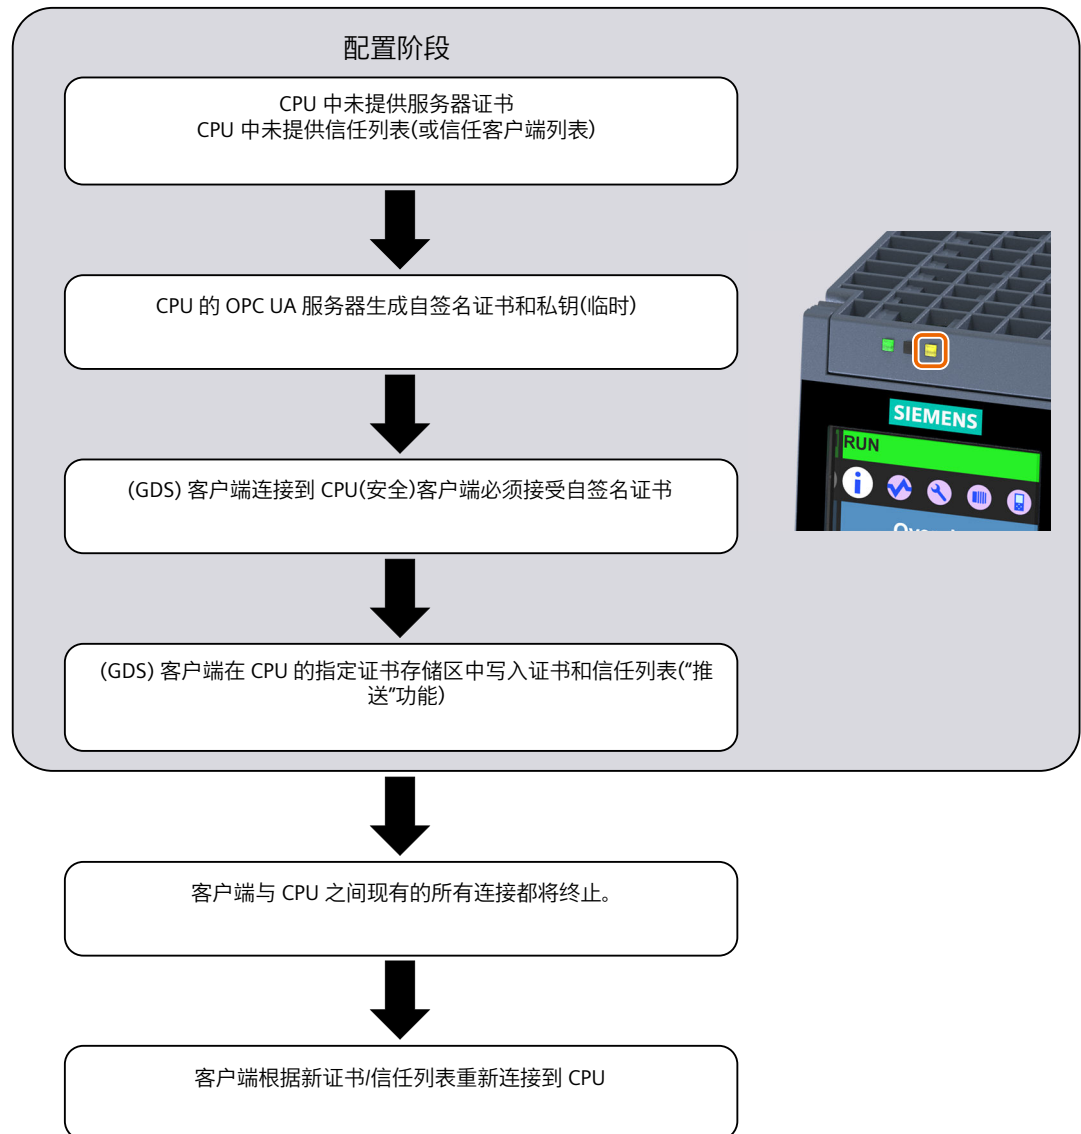 配置阶段
CPU 中未提供服务器证书
CPU 中未提供信任列表(或信任客户端列表)
CPU 的 OPC UA 服务器生成自签名证书和私钥(临时)
SIEMENS
RUN
(GDS) 客户端连接到 CPU(安全)客户端必须接受自签名证书
(GDS) 客户端在 CPU 的指定证书存储区中写入证书和信任列表(“推
送”功能)
客户端与 CPU 之间现有的所有连接都将终止。
客户端根据新证书/信任列表重新连接到 CPU